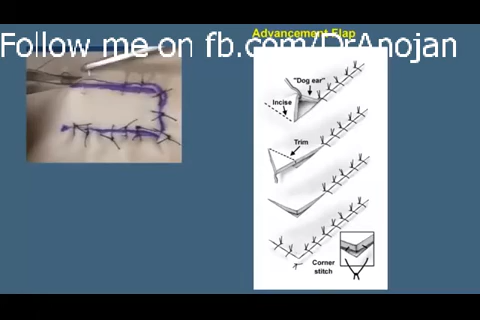 Follow me on fb.com/DrAnojan
Advancement Flap
"Dog ear"
Incise
Trim
Corner
stitch